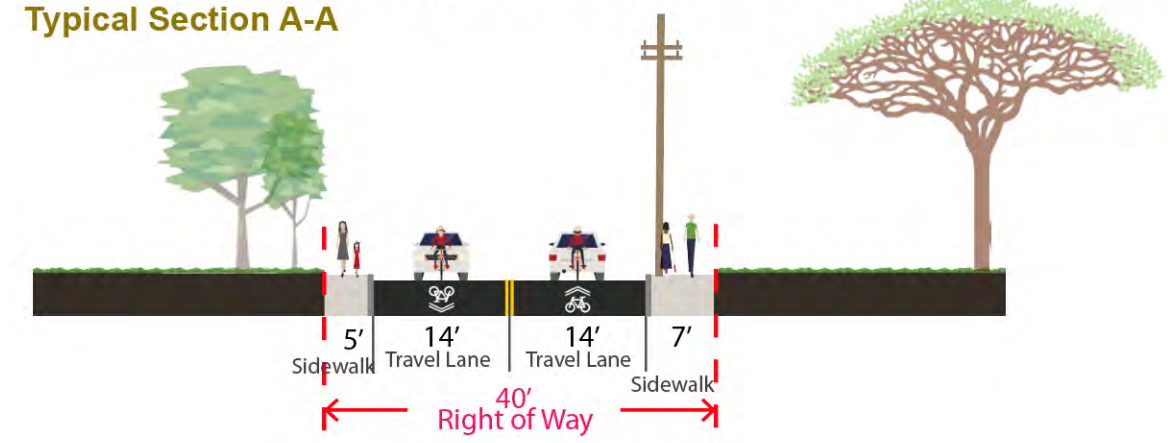 Typical Section A-A
5’ 14’ 14’ 7’
Sidewalk Travel Lane Travel Lane Sidewalk
40’
Right of Way